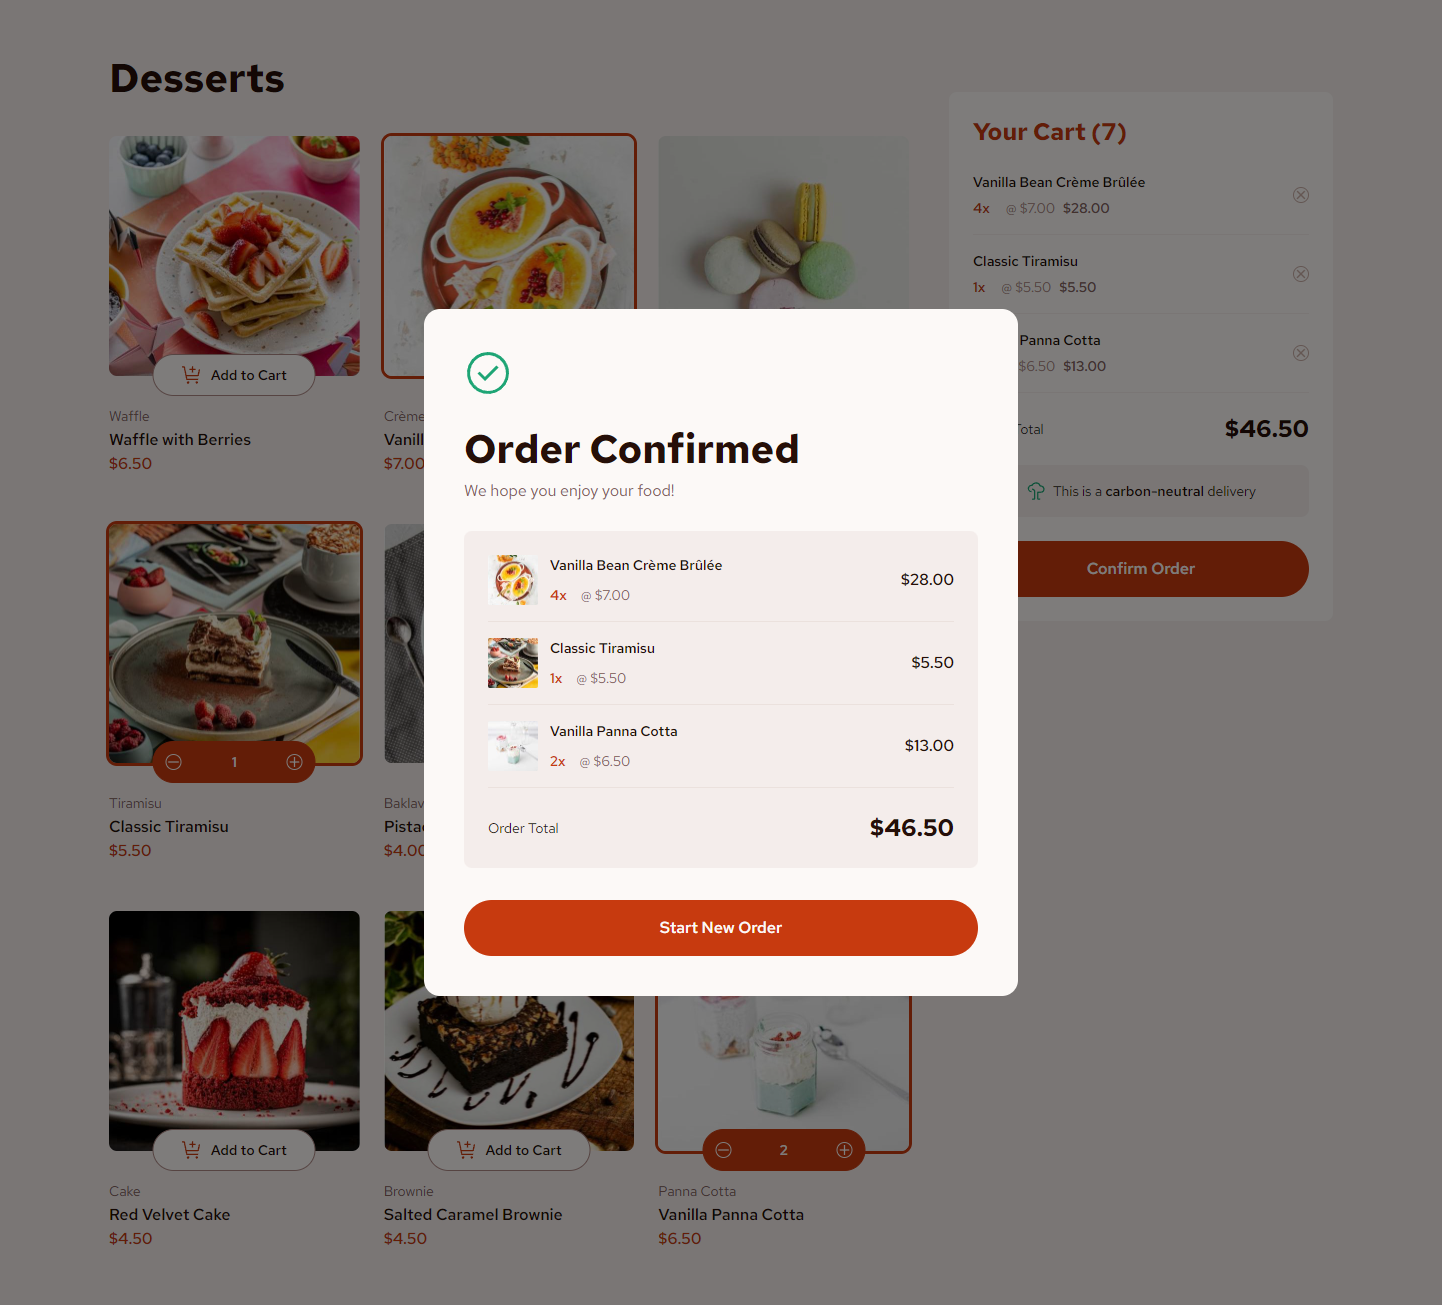 Desserts
Add to Cart
Waffle
Waffle with Berries
$6.50
Crème
Vanill
$7.00
1
Tiramisu
Classic Tiramisu
$5.50
Baklav
Pista
$4.00
Add to Cart
Cake
Red Velvet Cake
$4.50
Add to Cart
Brownie
Salted Caramel Brownie
$4.50
2
Panna Cotta
Vanilla Panna Cotta
$6.50
Your Cart (7)
Vanilla Bean Crème Brûlée
4x @ $7.00 $28.00
Classic Tiramisu
1x @ $5.50 $5.50
Panna Cotta
$6.50 $13.00
Total $46.50
This is a carbon-neutral delivery
Confirm Order
Order Confirmed
We hope you enjoy your food!
Vanilla Bean Crème Brûlée
4x @ $7.00
$28.00
Classic Tiramisu
1x @ $5.50
$5.50
Vanilla Panna Cotta
2x @ $6.50
$13.00
Order Total $46.50
Start New Order